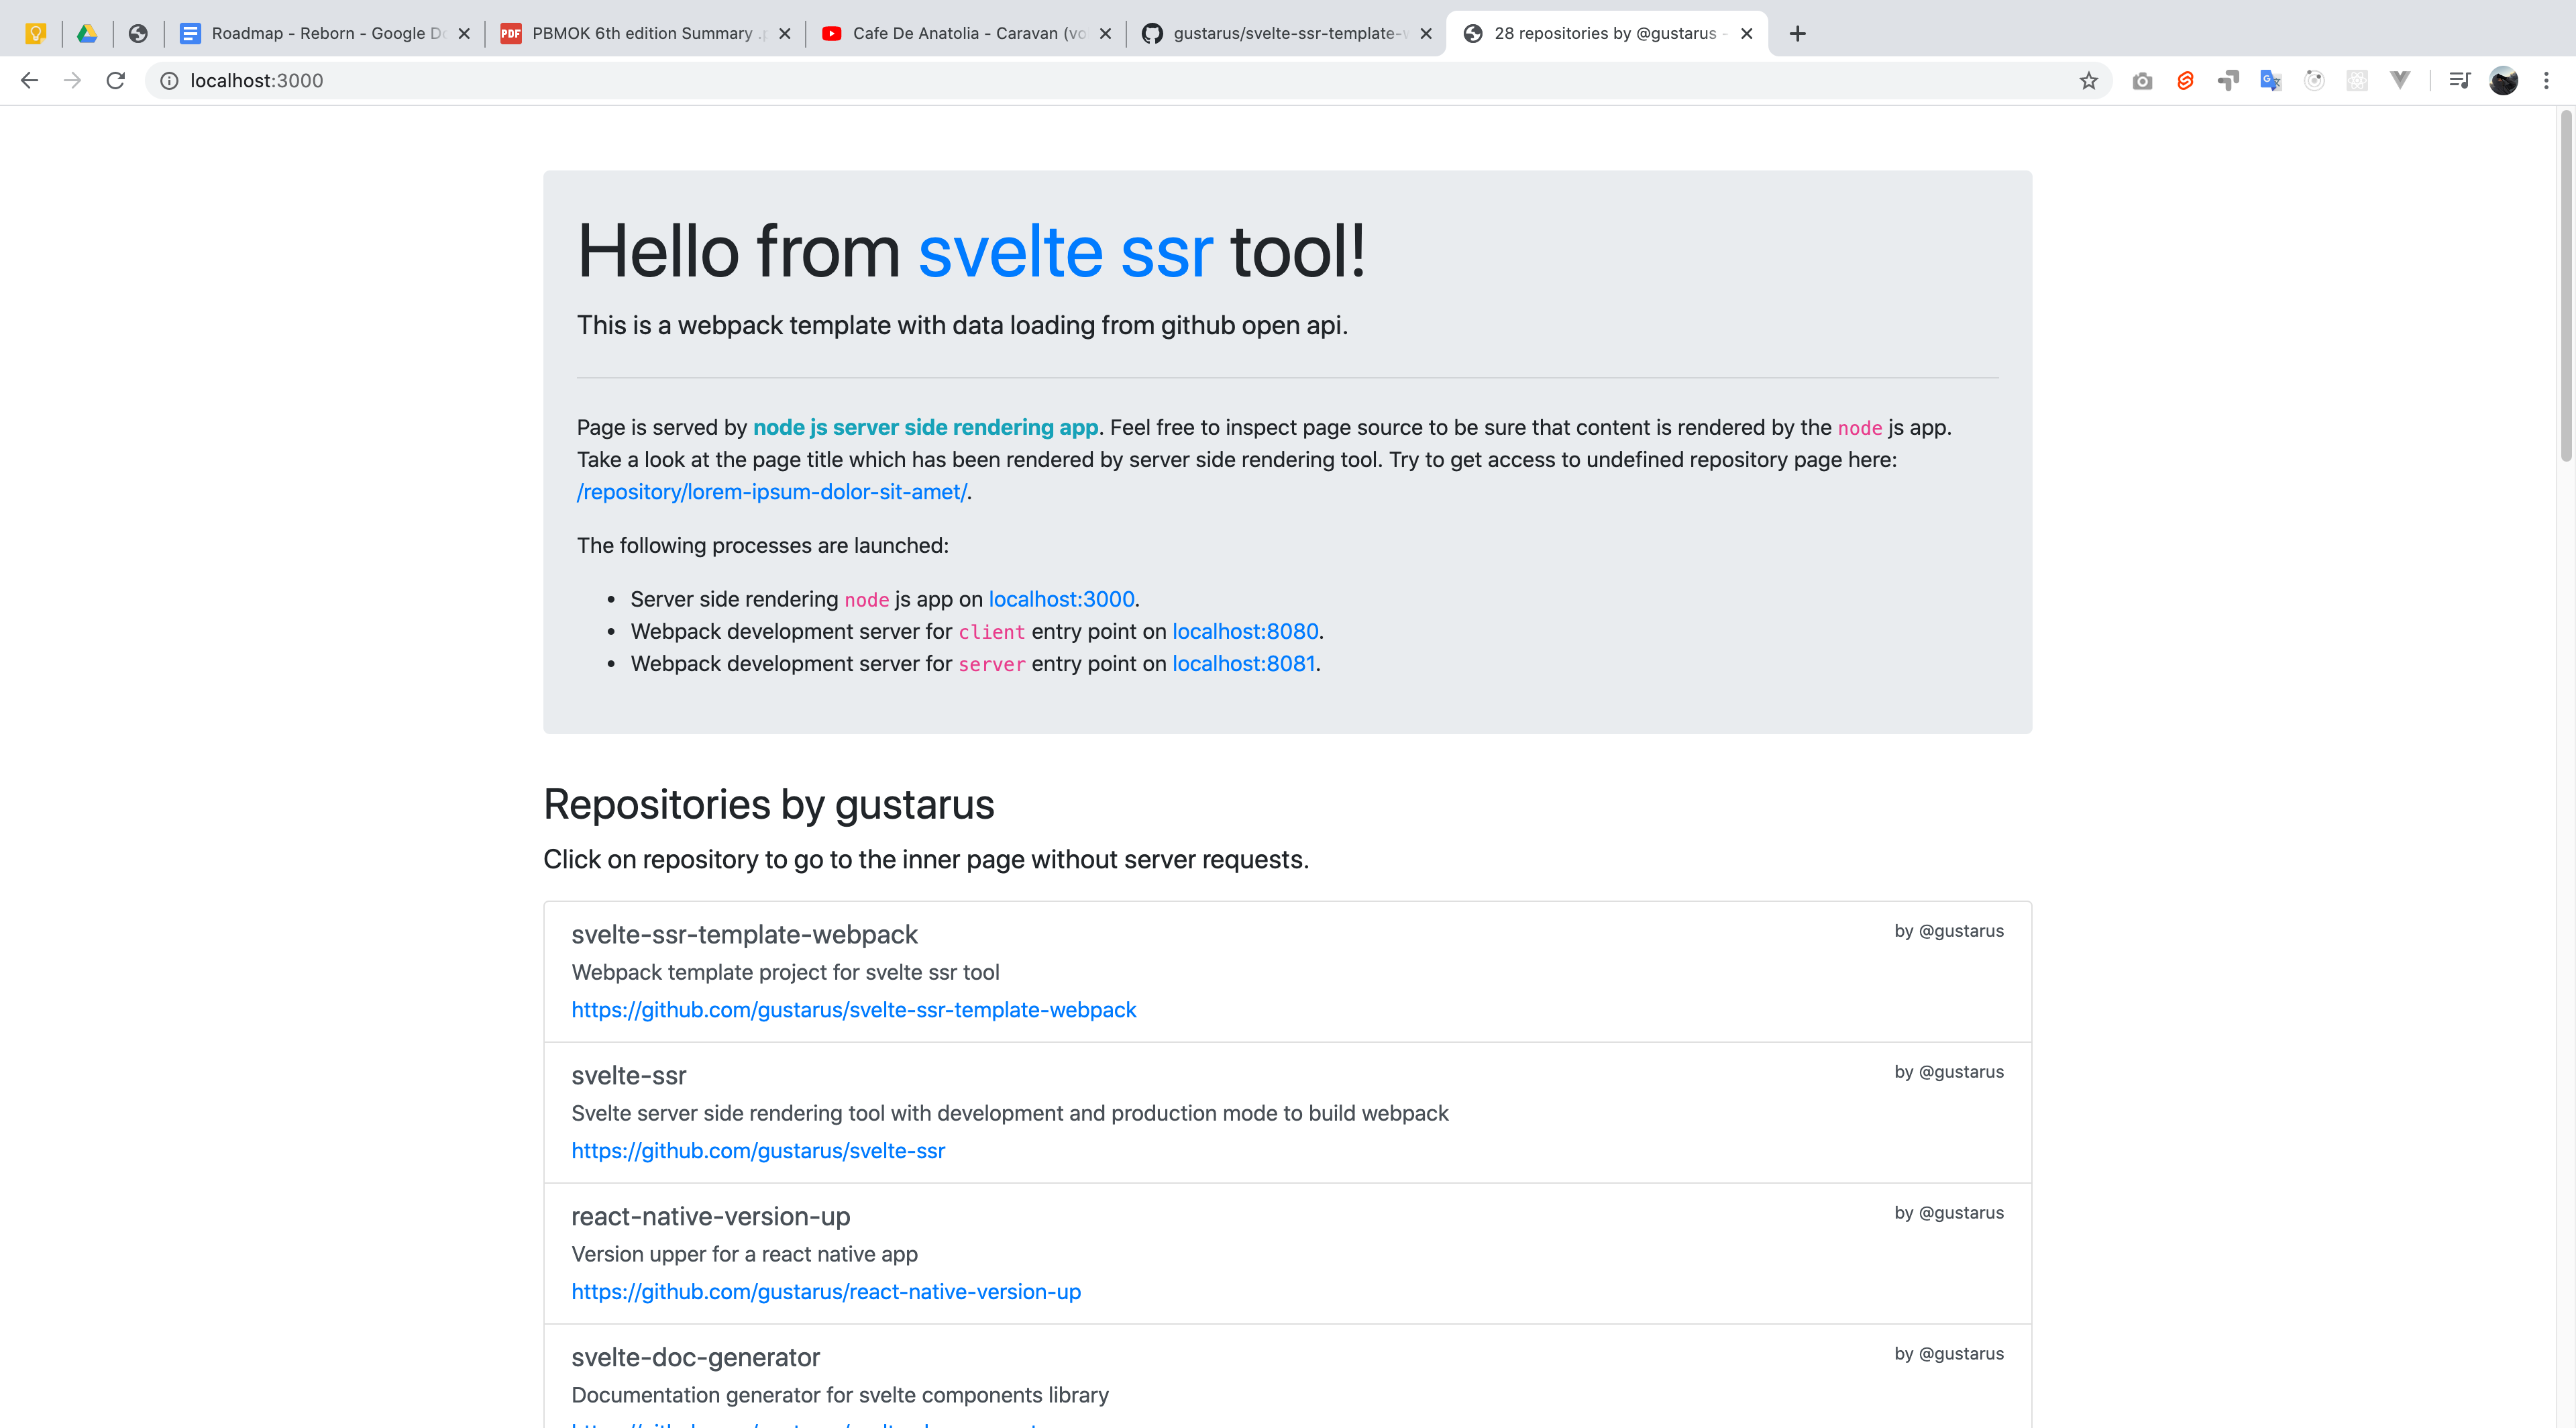 Roadmap - Reborn - Google D
PDF
PBMOK 6th edition Summary .p
Cafe De Anatolia - Caravan (vo
gustarus/svelte-ssr-template-w
28 repositories by @gustarus -
localhost:3000
Hello from svelte ssr tool!
This is a webpack template with data loading from github open api.
Page is served by node js server side rendering app. Feel free to inspect page source to be sure that content is rendered by the node js app.
Take a look at the page title which has been rendered by server side rendering tool. Try to get access to undefined repository page here:
/repository/lorem-ipsum-dolor-sit-amet/.
The following processes are launched:
• Server side rendering node js app on localhost:3000.
• Webpack development server for client entry point on localhost:8080.
• Webpack development server for server entry point on localhost:8081.
Repositories by gustarus
Click on repository to go to the inner page without server requests.
svelte-ssr-template-webpack
by @gustarus
Webpack template project for svelte ssr tool
https://github.com/gustarus/svelte-ssr-template-webpack
svelte-ssr
by @gustarus
Svelte server side rendering tool with development and production mode to build webpack
https://github.com/gustarus/svelte-ssr
react-native-version-up
by @gustarus
Version upper for a react native app
https://github.com/gustarus/react-native-version-up
svelte-doc-generator
by @gustarus
Documentation generator for svelte components library